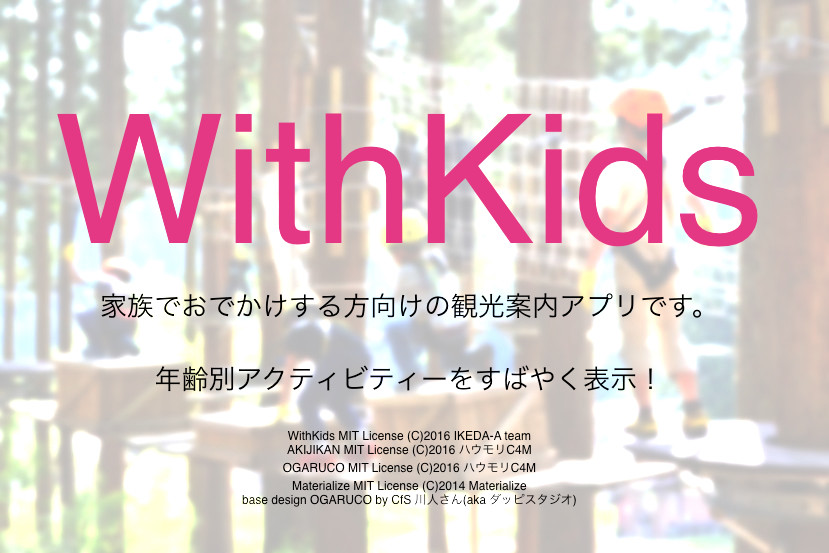 WithKids
家族でおでかけする方向けの観光案内アプリです。
年齢別アクティビティーをすばやく表示！
WithKids MIT License (C)2016 IKEDA-A team
AKIJIKAN MIT License (C)2016 ハウモリC4M
OGARUCO MIT License (C)2016 ハウモリC4M
Materialize MIT License (C)2014 Materialize
base design OGARUCO by CfS 川人さん(aka ダッピスタジオ)